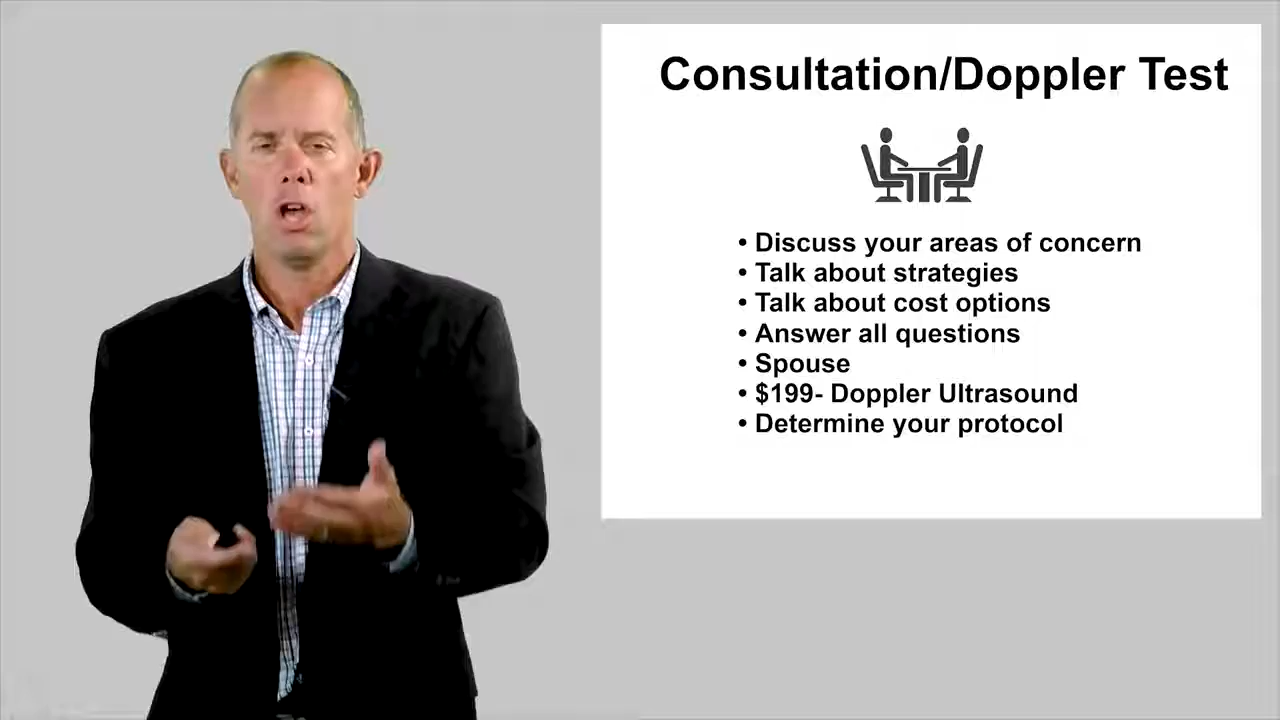 Consultation/Doppler Test
• Discuss your areas of concern
• Talk about strategies
• Talk about cost options
• Answer all questions
• Spouse
• $199- Doppler Ultrasound
• Determine your protocol